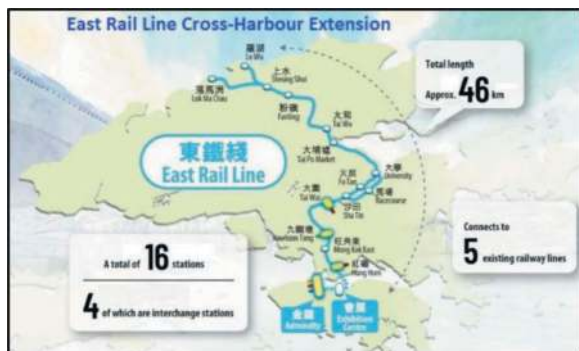 East Rail Line Cross-Harbour Extension
羅湖
Lo Wu
上水
Sheung Shui
落馬洲
Lok Ma Chau
粉嶺
Fanling
太和
Tai Wo
大埔墟
Tai Po Market
Total length
Approx. 46 km
東鐵綫
East Rail Line
大學
University
火炭
Fo Tan
馬場
Racecourse
大圍
Tai Wai
沙田
Sha Tin
九龍塘
Kowloon Tong
旺角東
Mong Kok East
紅磡
Hung Hom
金鐘
Admiralty
會展
Exhibition
Centre
A total of 16 stations
4 of which are interchange stations
Connects to
5 existing railway lines